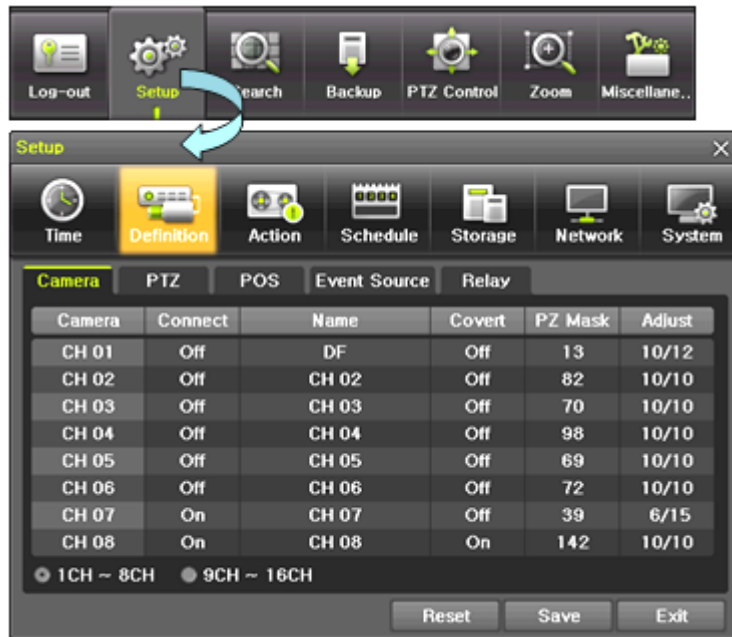 Log-out Setup Search Backup PTZ Control Zoom Miscellane..
Setup
Time Definition Action Schedule Storage Network System
Camera PTZ POS Event Source Relay
Camera Connect Name Covert PZ Mask Adjust
CH 01 Off DF Off 13 10/12
CH 02 Off CH 02 Off 82 10/10
CH 03 Off CH 03 Off 70 10/10
CH 04 Off CH 04 Off 98 10/10
CH 05 Off CH 05 Off 69 10/10
CH 06 Off CH 06 Off 72 10/10
CH 07 On CH 07 Off 39 6/15
CH 08 On CH 08 On 142 10/10
1CH ~ 8CH 9CH ~ 16CH
Reset Save Exit